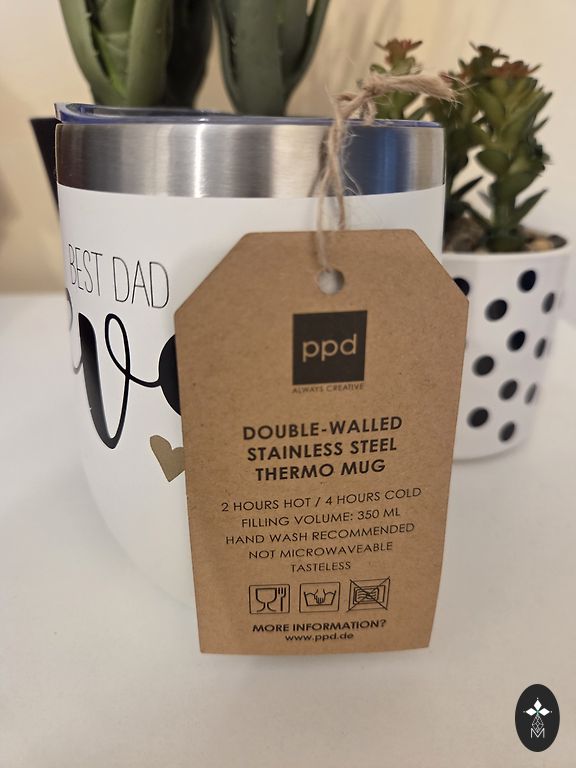 BEST DAD
ppd
ALWAYS CREATIVE
DOUBLE-WALLED
STAINLESS STEEL
THERMO MUG
2 HOURS HOT / 4 HOURS COLD
FILLING VOLUME: 350 ML
HAND WASH RECOMMENDED
NOT MICROWAVEABLE
TASTELESS
MORE INFORMATION?
www.ppd.de
M